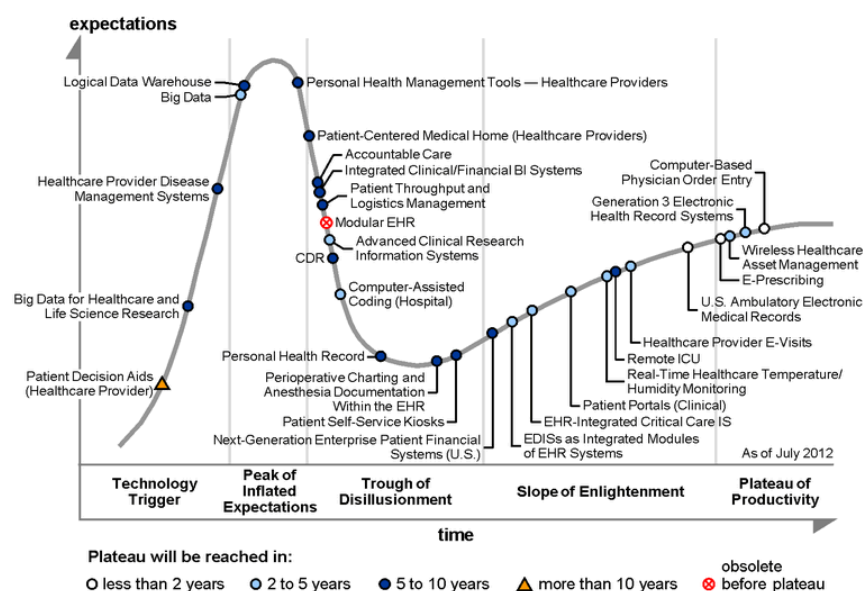 expectations
Logical Data Warehouse
Big Data
Personal Health Management Tools — Healthcare Providers
Patient-Centered Medical Home (Healthcare Providers)
Accountable Care
Integrated Clinical/Financial BI Systems
Patient Throughput and
Logistics Management
Modular EHR
Advanced Clinical Research
Information Systems
CDR
Computer-Assisted
Coding (Hospital)
Healthcare Provider Disease
Management Systems
Big Data for Healthcare and
Life Science Research
Patient Decision Aids
(Healthcare Provider)
Personal Health Record
Perioperative Charting and
Anesthesia Documentation
Within the EHR
Patient Self-Service Kiosks
Next-Generation Enterprise Patient Financial
Systems (U.S.)
EDISs as Integrated Modules
of EHR Systems
EHR-Integrated Critical Care IS
Patient Portals (Clinical)
Real-Time Healthcare Temperature/
Humidity Monitoring
Remote ICU
Healthcare Provider E-Visits
U.S. Ambulatory Electronic
Medical Records
E-Prescribing
Wireless Healthcare
Asset Management
Generation 3 Electronic
Health Record Systems
Computer-Based
Physician Order Entry
As of July 2012
Technology
Trigger
Peak of
Inflated
Expectations
Trough of
Disillusionment
Slope of Enlightenment
Plateau of
Productivity
time
Plateau will be reached in:
less than 2 years
2 to 5 years
5 to 10 years
more than 10 years
obsolete
before plateau